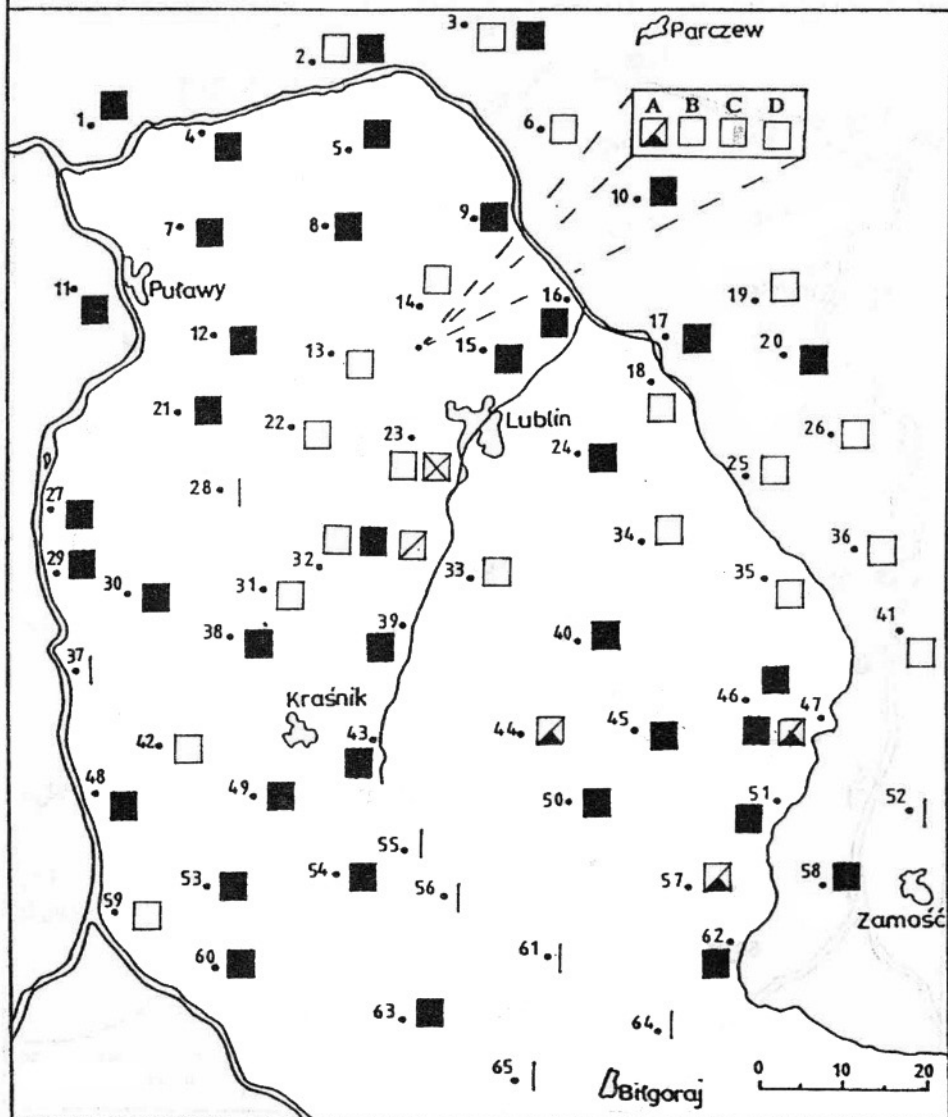 3 Parczew
2
A B C D
1 4 5 6
10
7 8 9
11 Puławy 14 16 19
12 13 15 17 20
18
21 22 23 Lublin 26
24 25
28
27
32 34 36
29 30 31 33 35
38 39 40 41
37
Kraśnik 46 47
42 43 44 45
48 49 50 51 52
55
53 54 56 57 58
59 Zamość
60 61 62
63 64
65 Biłgoraj 0 10 20